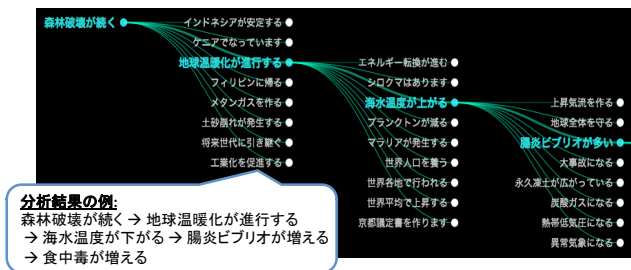 森林破壊が続く
インドネシアが安定する
ケニアでなっています
地球温暖化が進行する
フィリピンに帰る
メタンガスを作る
土砂崩れが発生する
将来世代に引き継ぐ
工業化を促進する
エネルギー転換が進む
シロクマはあります
海水温度が上がる
プランクトンが減る
マラリアが発生する
世界人口を養う
世界各地で行われる
世界平均で上昇する
京都議定書を作ります
上昇気流を作る
地球全体を守る
腸炎ビブリオが多い
大事故になる
永久凍土が広がっている
炭酸ガスになる
熱帯低気圧になる
異常気象になる
分析結果の例:
森林破壊が続く → 地球温暖化が進行する
→ 海水温度が下がる → 腸炎ビブリオが増える
→ 食中毒が増える